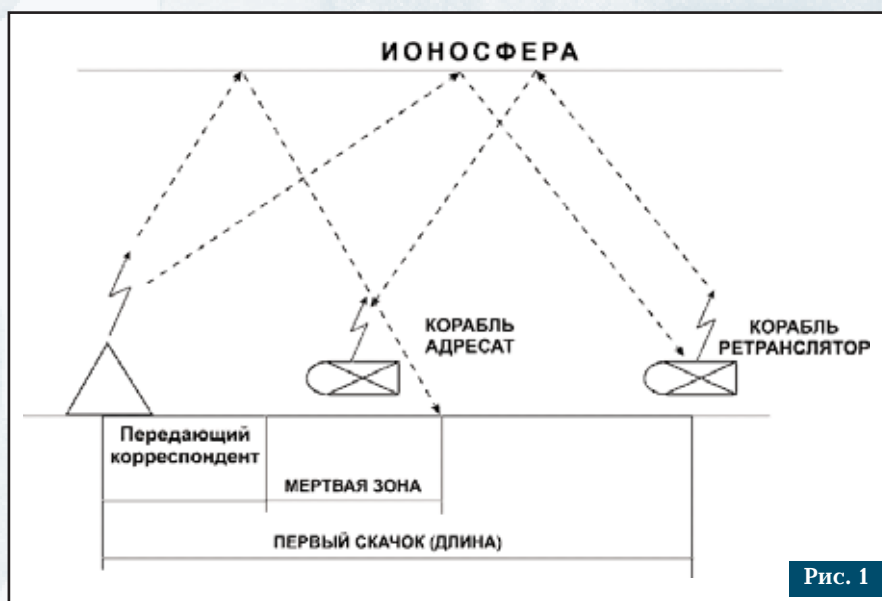 ИОНОСФЕРА
КОРАБЛЬ
АДРЕСАТ
КОРАБЛЬ
РЕТРАНСЛЯТОР
Передающий
корреспондент
МЕРТВАЯ ЗОНА
ПЕРВЫЙ СКАЧОК (ДЛИНА)
Рис. 1